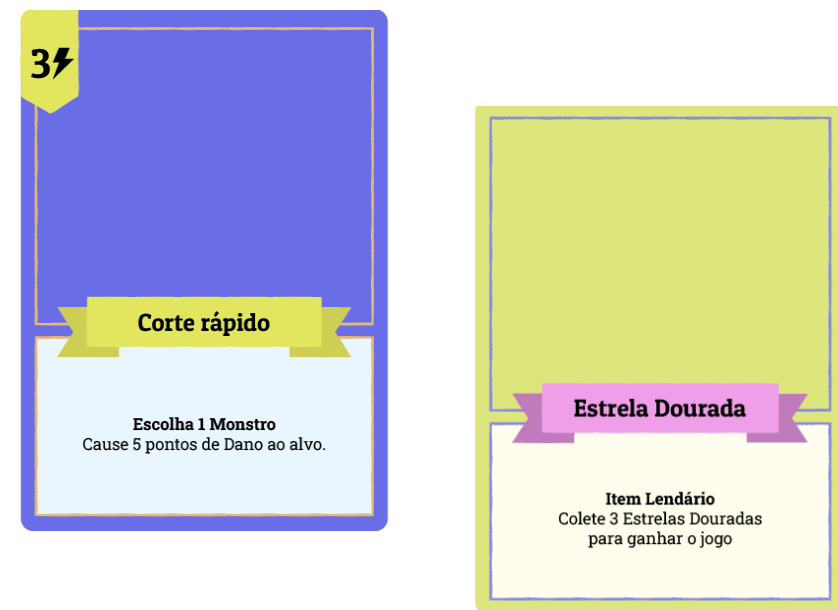 3
Corte rápido
Escolha 1 Monstro
Cause 5 pontos de Dano ao alvo.
Estrela Dourada
Item Lendário
Colete 3 Estrelas Douradas
para ganhar o jogo